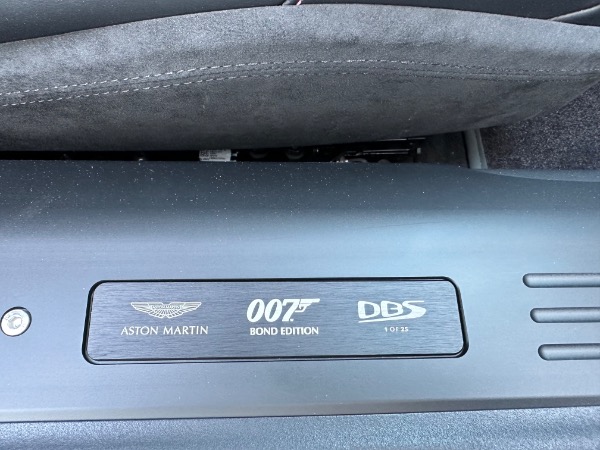 ASTON MARTIN
007
BOND EDITION
DBS
1 OF 25